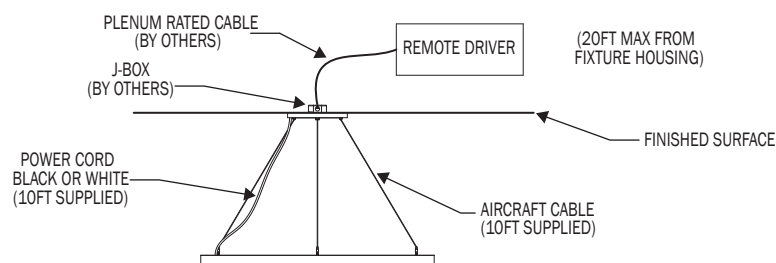 PLENUM RATED CABLE
(BY OTHERS)
REMOTE DRIVER
(20FT MAX FROM
FIXTURE HOUSING)
J-BOX
(BY OTHERS)
FINISHED SURFACE
POWER CORD
BLACK OR WHITE
(10FT SUPPLIED)
AIRCRAFT CABLE
(10FT SUPPLIED)